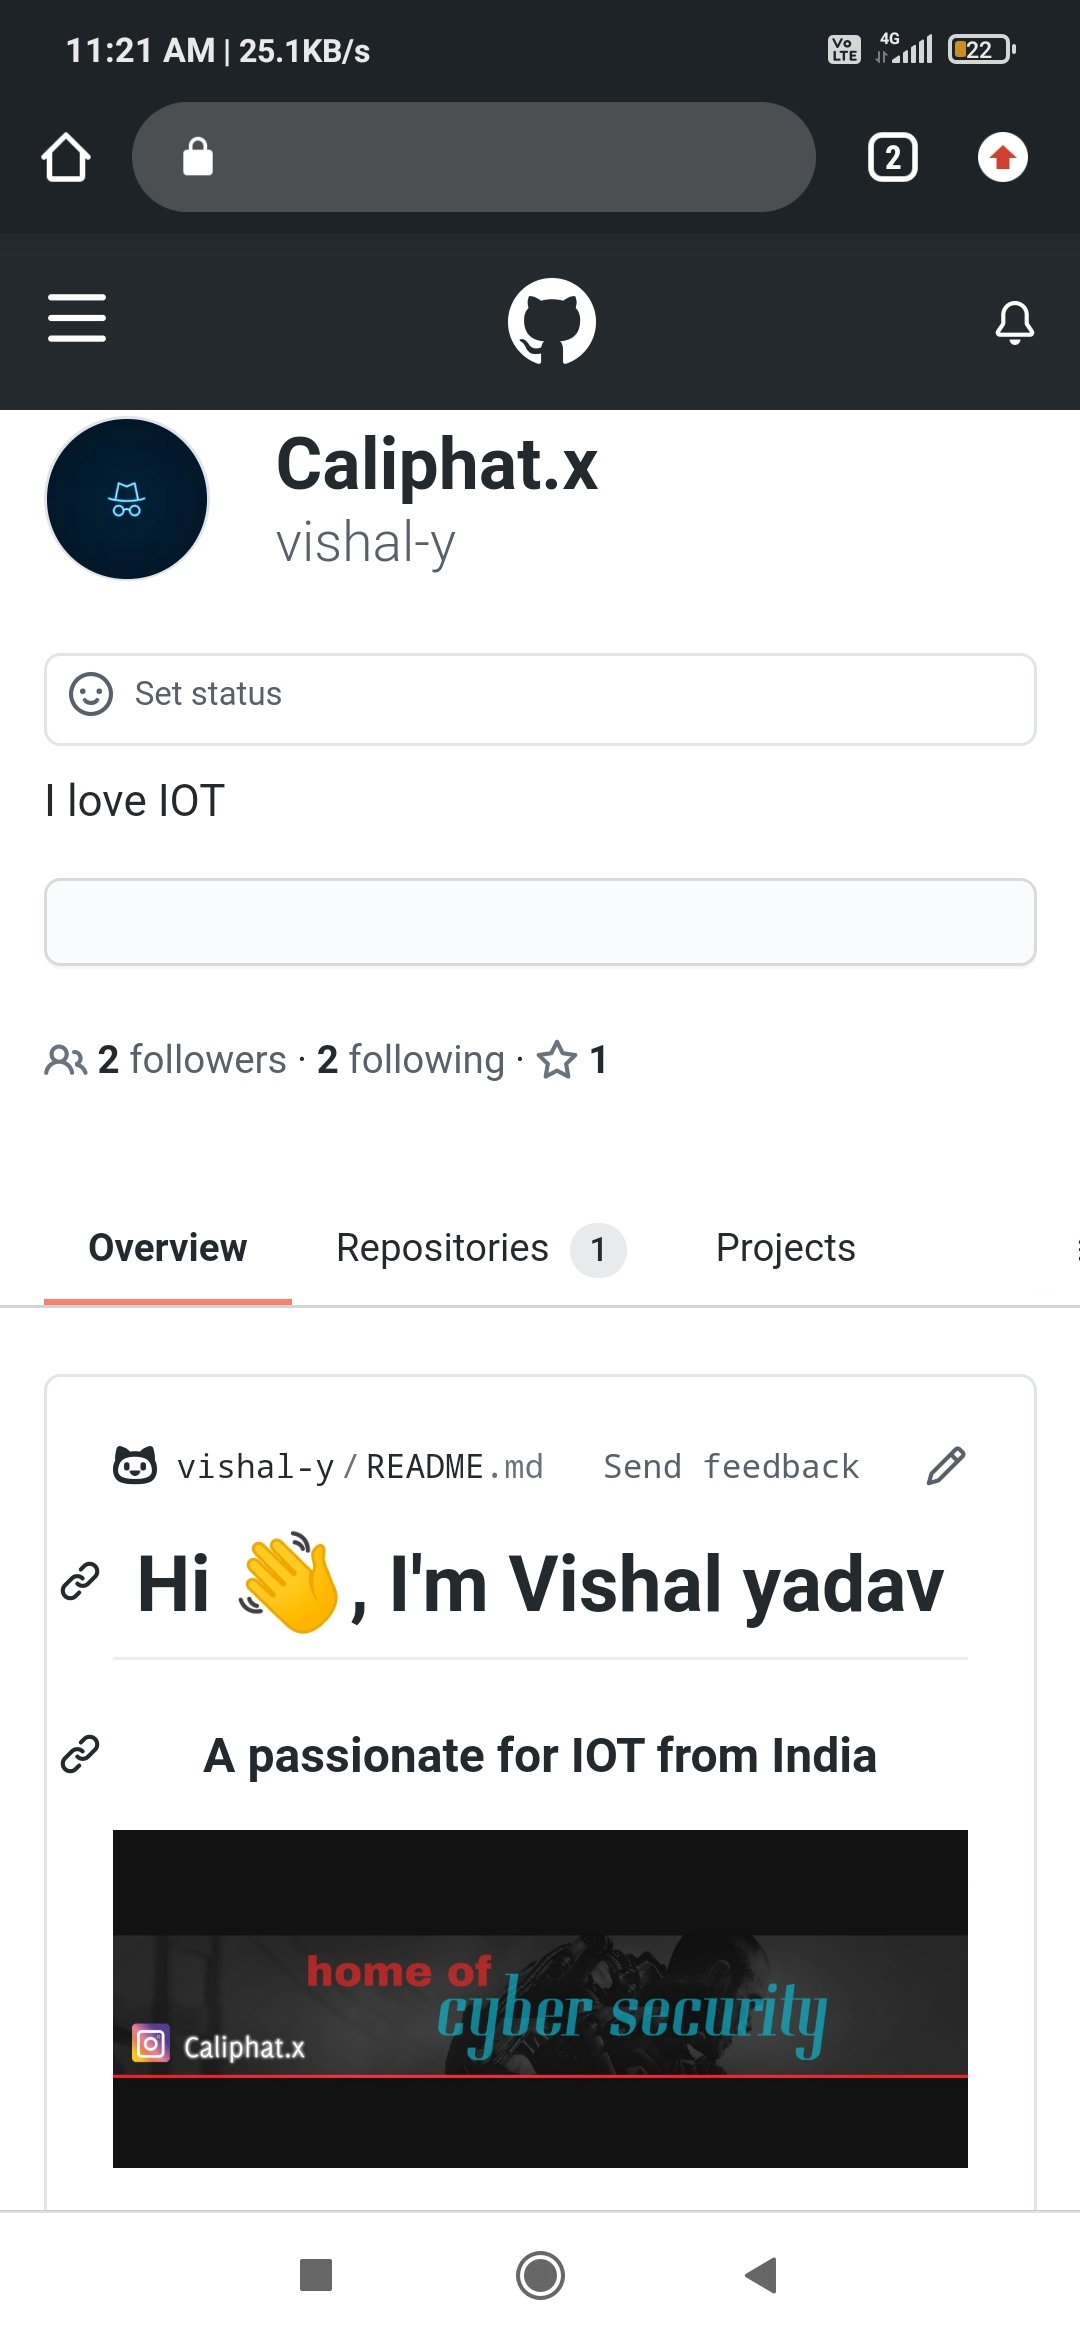 11:21 AM | 25.1KB/s
Vo LTE 4G 22
2
Caliphat.x
vishal-y
Set status
I love IOT
2 followers · 2 following · 1
Overview Repositories 1 Projects
vishal-y/README.md Send feedback
Hi 👋, I'm Vishal yadav
A passionate for IOT from India
home of
cyber security
Caliphat.x